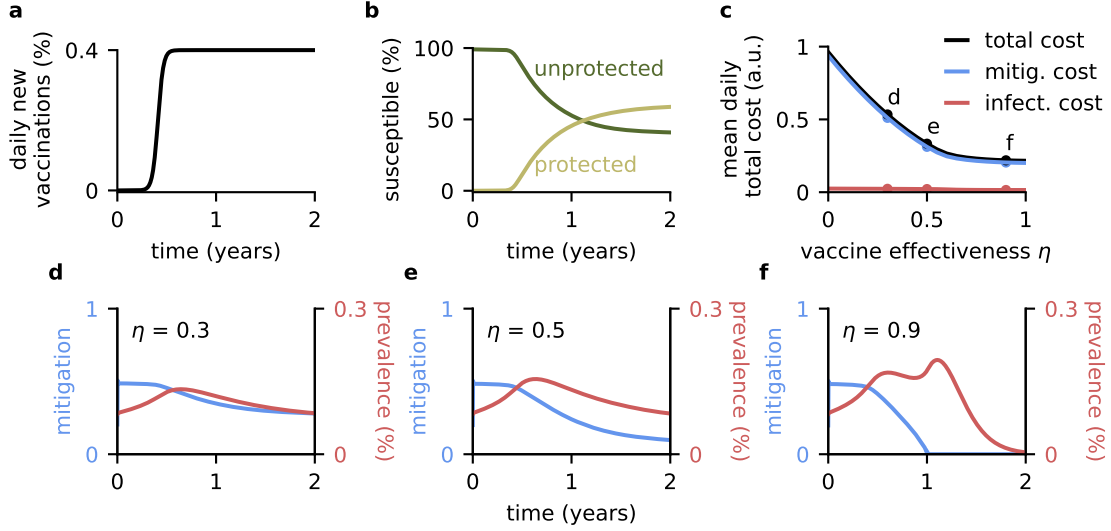 a
daily new
vaccinations (%)
0.4
0
0
1
2
time (years)
b
susceptible (%)
100
50
0
unprotected
protected
0
1
2
time (years)
c
mean daily
total cost (a.u.)
1
0.5
0
d
e
f
total cost
mitig. cost
infect. cost
0
0.5
1
vaccine effectiveness η
d
mitigation
1
0
η = 0.3
0.3
0
prevalence (%)
0
1
2
e
mitigation
1
0
η = 0.5
0.3
0
prevalence (%)
0
1
2
time (years)
f
mitigation
1
0
η = 0.9
0.3
0
prevalence (%)
0
1
2